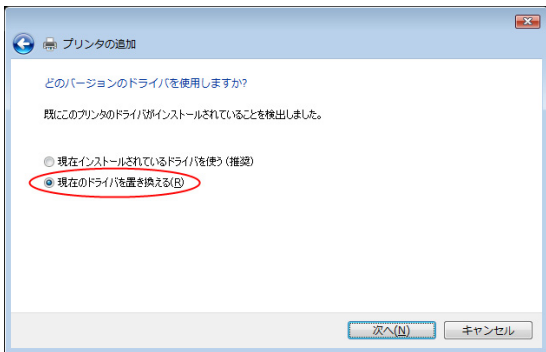 プリンタの追加
どのバージョンのドライバを使用しますか?
既にこのプリンタのドライバがインストールされていることを検出しました。
現在インストールされているドライバを使う(推奨)
現在のドライバを置き換える(R)
次へ(N)
キャンセル